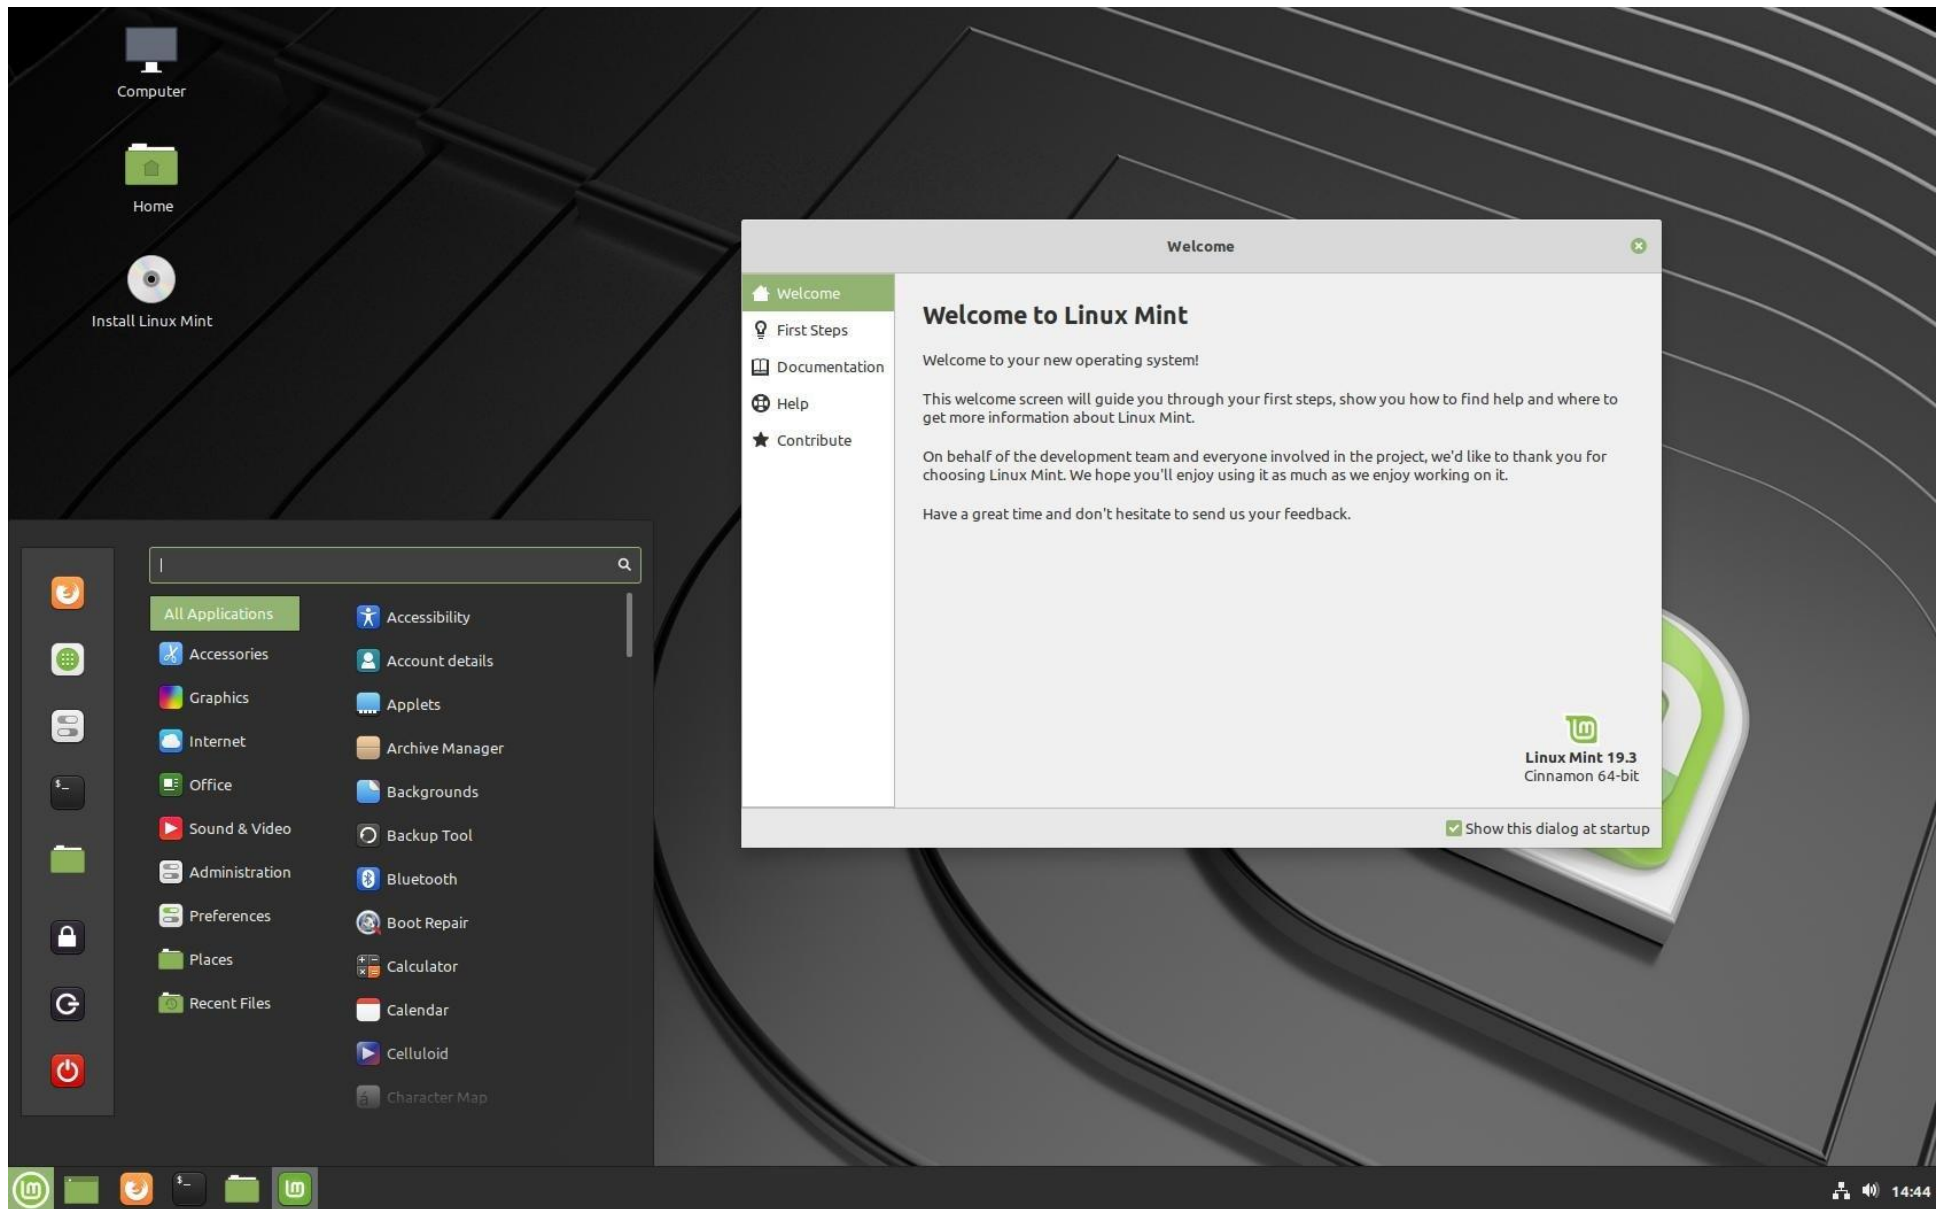 Computer
Home
Install Linux Mint
Welcome
Welcome
First Steps
Documentation
Help
Contribute
Welcome to Linux Mint
Welcome to your new operating system!
This welcome screen will guide you through your first steps, show you how to find help and where to
get more information about Linux Mint.
On behalf of the development team and everyone involved in the project, we'd like to thank you for
choosing Linux Mint. We hope you'll enjoy using it as much as we enjoy working on it.
Have a great time and don't hesitate to send us your feedback.
Linux Mint 19.3
Cinnamon 64-bit
Show this dialog at startup
All Applications
Accessories
Graphics
Internet
Office
Sound & Video
Administration
Preferences
Places
Recent Files
Accessibility
Account details
Applets
Archive Manager
Backgrounds
Backup Tool
Bluetooth
Boot Repair
Calculator
Calendar
Celluloid
Character Map
$_
$_
14:44